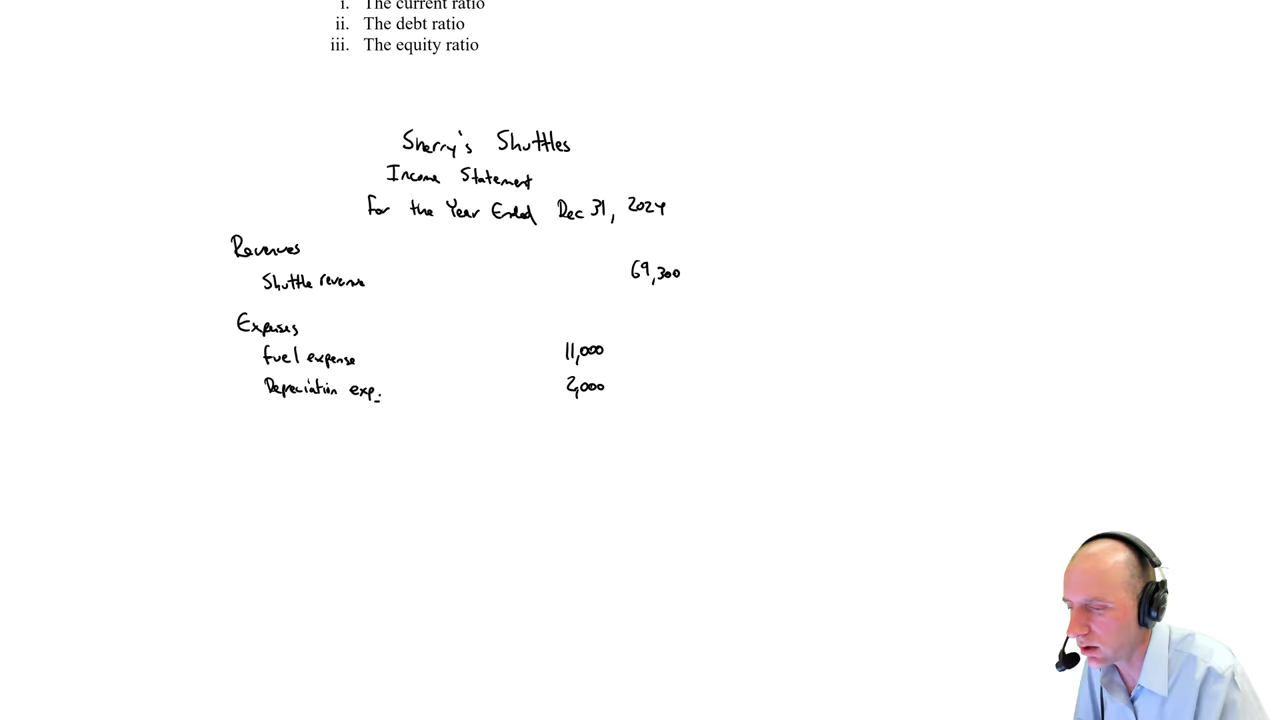 i. The current ratio
ii. The debt ratio
iii. The equity ratio
Sherry's Shuttles
Income Statement
For the Year Ended Dec 31, 2024
Revenues
Shuttle revenue 69,300
Expenses
Fuel expense 11,000
Depreciation exp. 2,000